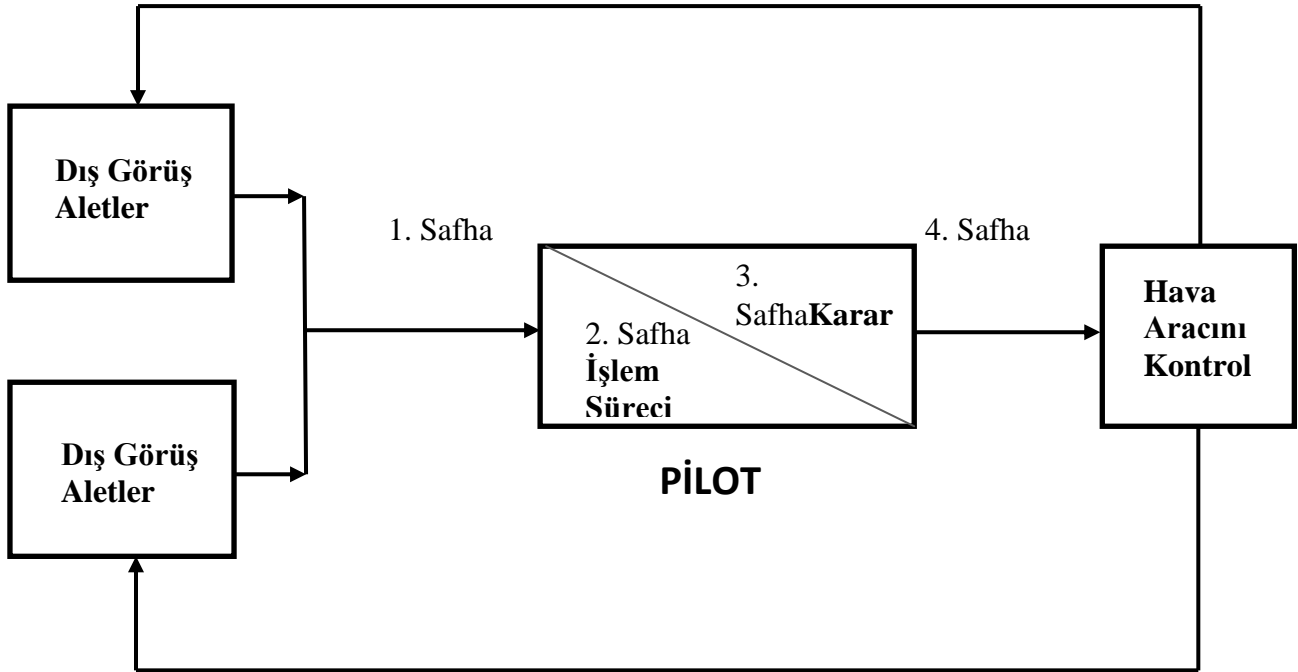 Dış Görüş
Aletler
1. Safha
4. Safha
3.
SafhaKarar
2. Safha
İşlem
Süreci
Hava
Aracını
Kontrol
Dış Görüş
Aletler
PİLOT